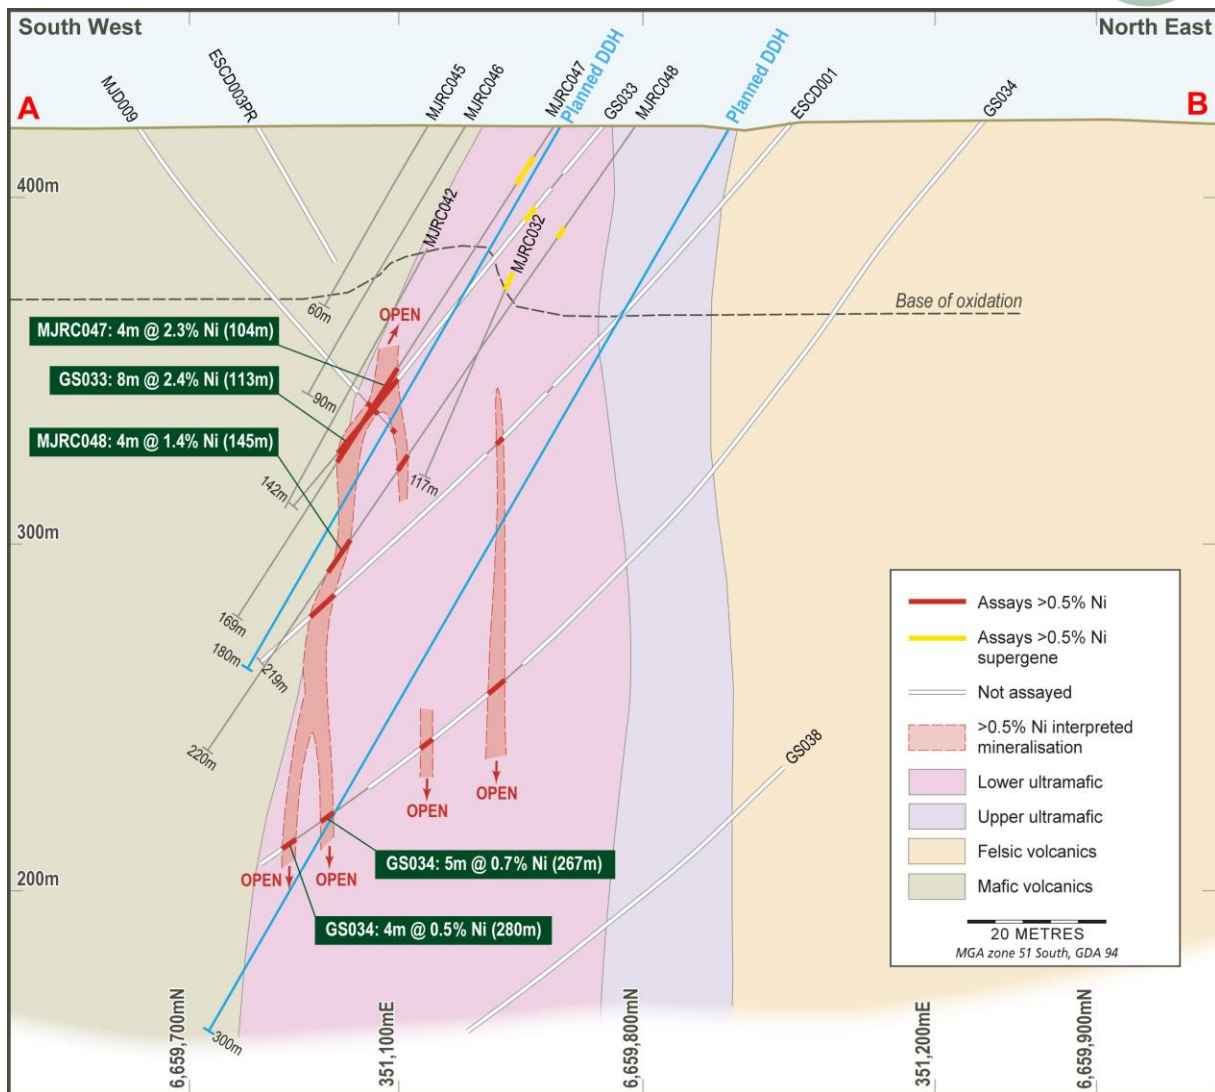 South West
North East
A
B
MJD009
ESCD003PR
MJRC045
MJRC046
MJRC047
Planned DDH
GS033
MJRC048
Planned DDH
ESCD001
GS034
400m
MJRC042
MJRC032
Base of oxidation
60m
OPEN
MJRC047: 4m @ 2.3% Ni (104m)
GS033: 8m @ 2.4% Ni (113m)
90m
MJRC048: 4m @ 1.4% Ni (145m)
142m
117m
300m
169m
180m
219m
220m
GS038
OPEN
OPEN
OPEN
OPEN
GS034: 5m @ 0.7% Ni (267m)
200m
GS034: 4m @ 0.5% Ni (280m)
300m
Assays >0.5% Ni
Assays >0.5% Ni
supergene
Not assayed
>0.5% Ni interpreted
mineralisation
Lower ultramafic
Upper ultramafic
Felsic volcanics
Mafic volcanics
20 METRES
MGA zone 51 South, GDA 94
6,659,700mN
351,100mE
6,659,800mN
351,200mE
6,659,900mN